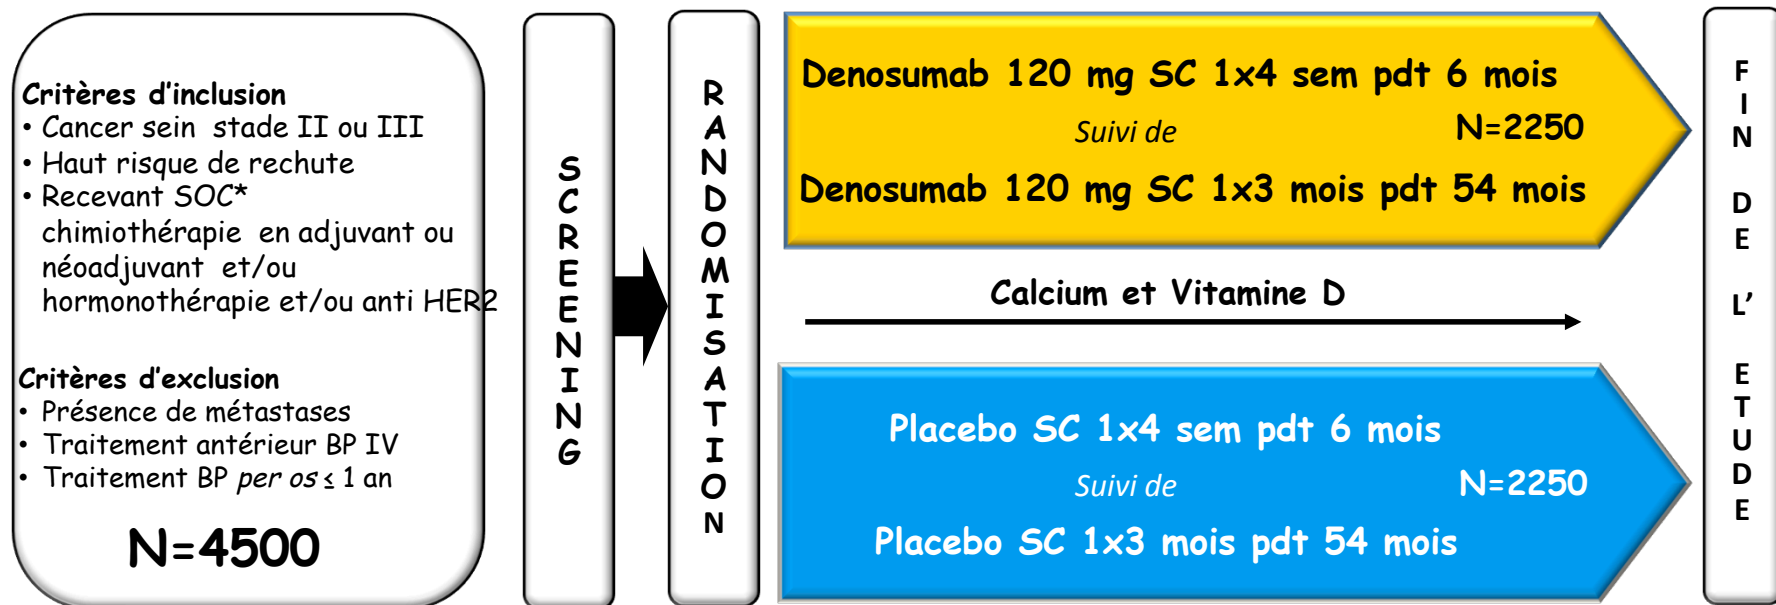 Critères d'inclusion
• Cancer sein stade II ou III
• Haut risque de rechute
• Recevant SOC*
chimiothérapie en adjuvant ou
néoadjuvant et/ou
hormonothérapie et/ou anti HER2
Critères d'exclusion
• Présence de métastases
• Traitement antérieur BP IV
• Traitement BP per os ≤ 1 an
N=4500
SCREENING
RANDOMISATION
Denosumab 120 mg SC 1x4 sem pdt 6 mois
Suivi de N=2250
Denosumab 120 mg SC 1x3 mois pdt 54 mois
Calcium et Vitamine D
Placebo SC 1x4 sem pdt 6 mois
Suivi de N=2250
Placebo SC 1x3 mois pdt 54 mois
FIN DE L' ETUDE